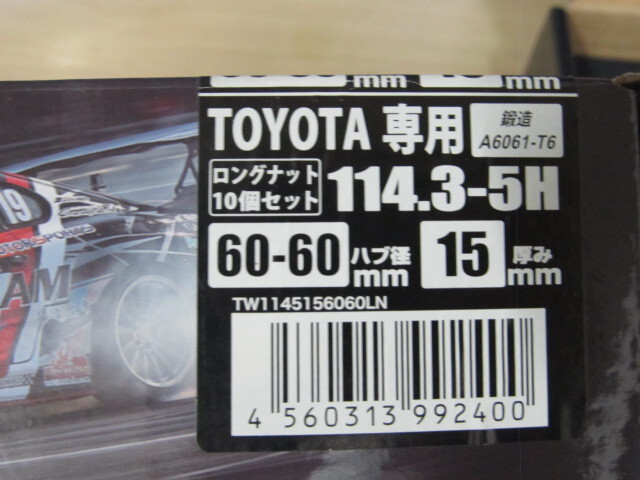 mm mm
TOYOTA 専用
鍛造
A6061-T6
ロングナット
10個セット
114.3-5H
60-60 ハブ径 mm
15 厚み mm
TW1145156060LN
4 560313 992400
19
AM